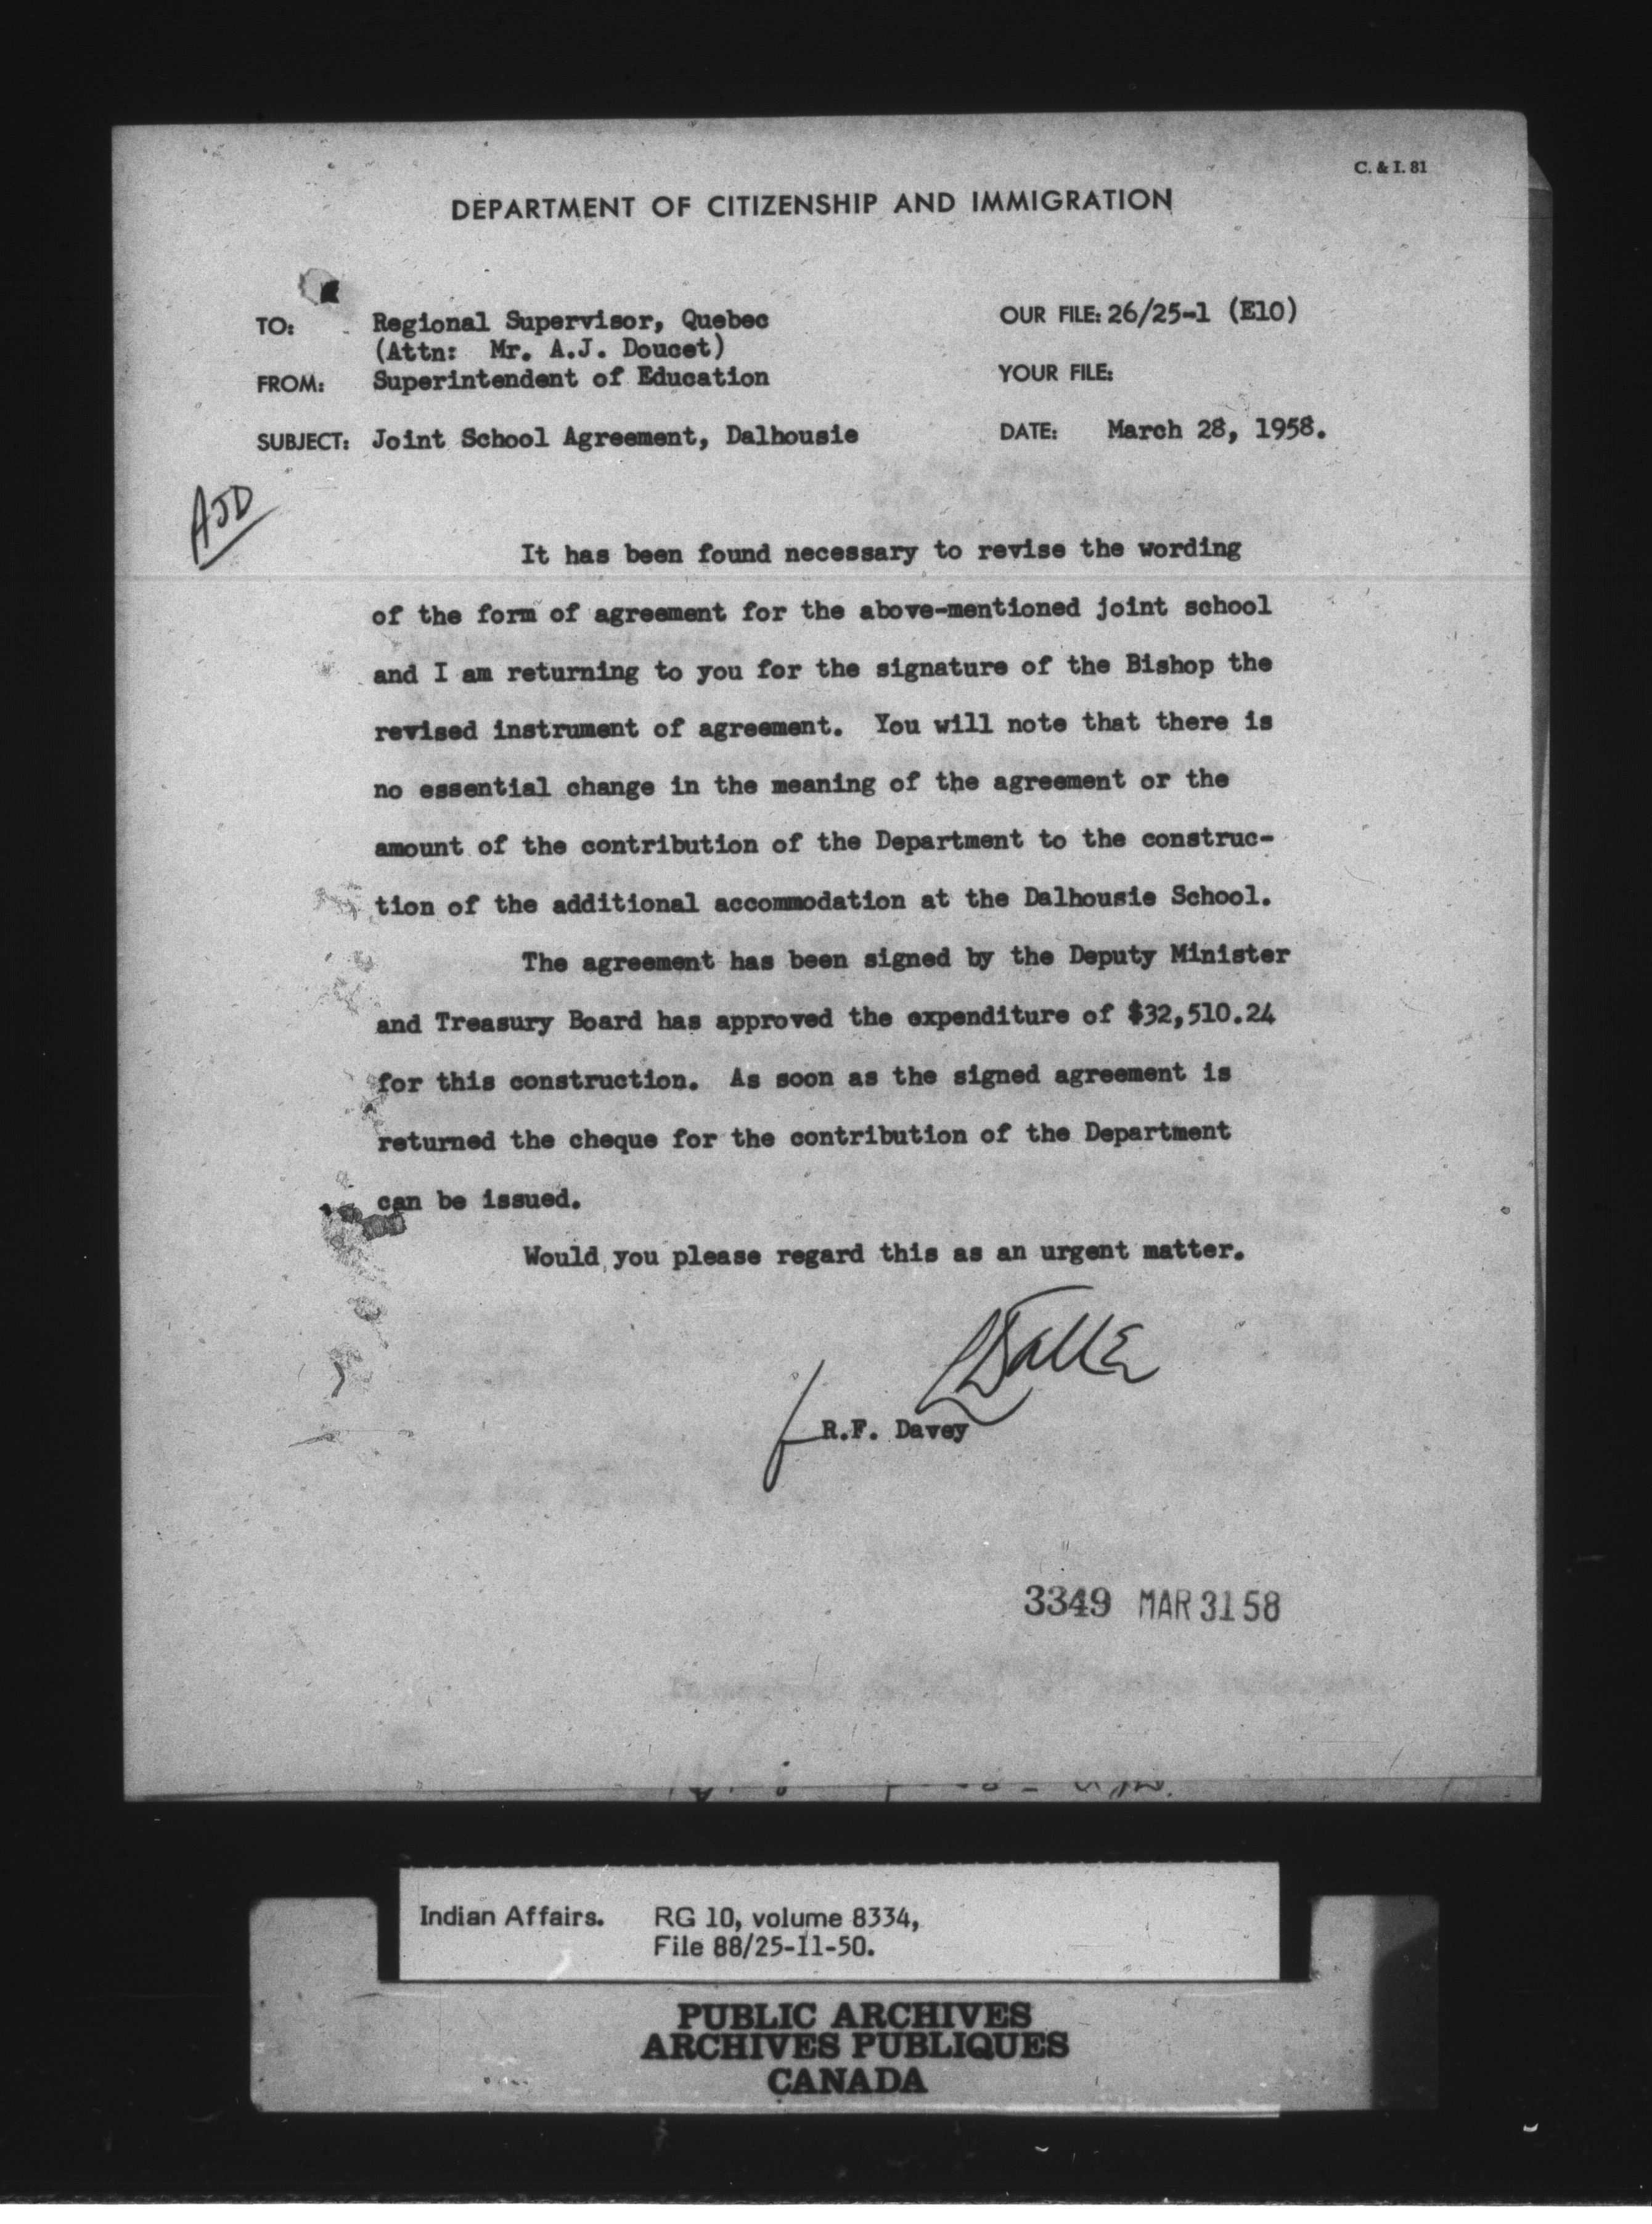 C. & I. 81
DEPARTMENT OF CITIZENSHIP AND IMMIGRATION
TO: Regional Supervisor, Quebec
(Attn: Mr. A.J. Doucet)
FROM: Superintendent of Education
SUBJECT: Joint School Agreement, Dalhousie
OUR FILE: 26/25-1 (E10)
YOUR FILE:
DATE: March 28, 1958.
AJD
It has been found necessary to revise the wording
of the form of agreement for the above-mentioned joint school
and I am returning to you for the signature of the Bishop the
revised instrument of agreement. You will note that there is
no essential change in the meaning of the agreement or the
amount of the contribution of the Department to the construc-
tion of the additional accommodation at the Dalhousie School.
The agreement has been signed by the Deputy Minister
and Treasury Board has approved the expenditure of $32,510.24
for this construction. As soon as the signed agreement is
returned the cheque for the contribution of the Department
can be issued.
Would you please regard this as an urgent matter.
R.F. Davey
3349 MAR 31 58
Indian Affairs. RG 10, volume 8334,
File 88/25-11-50.
PUBLIC ARCHIVES
ARCHIVES PUBLIQUES
CANADA